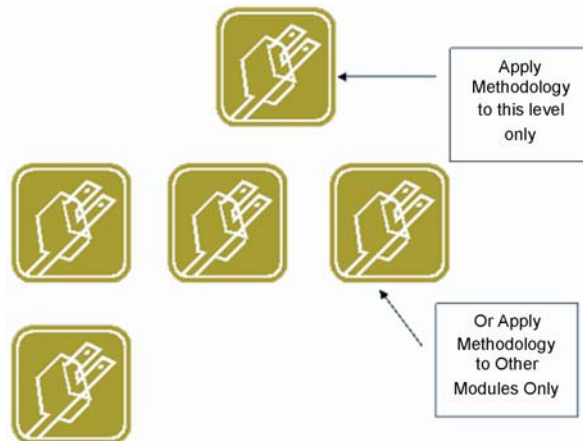 Apply
Methodology
to this level
only
Or Apply
Methodology
to Other
Modules Only